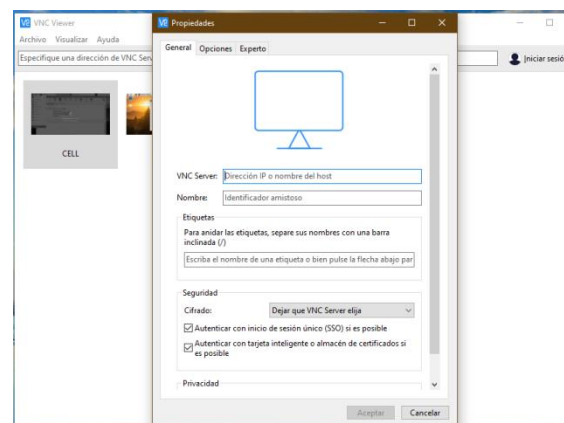 VNC Viewer
Archivo Visualizar Ayuda
Especifique una dirección de VNC
Iniciar
CELL
Propiedades
General Opciones Experto
VNC Server: Dirección IP o nombre del host
Nombre: Identificador amistoso
Etiquetas
Para anidar las etiquetas, separe sus nombres con una barra
inclinada (/)
Escriba el nombre de una etiqueta o bien pulse la flecha abajo par
Seguridad
Cifrado: Dejar que VNC Server elija
Autenticar con inicio de sesión único (SSO) si es posible
Autenticar con tarjeta inteligente o almacén de certificados si
es posible
Privacidad
Aceptar Cancelar